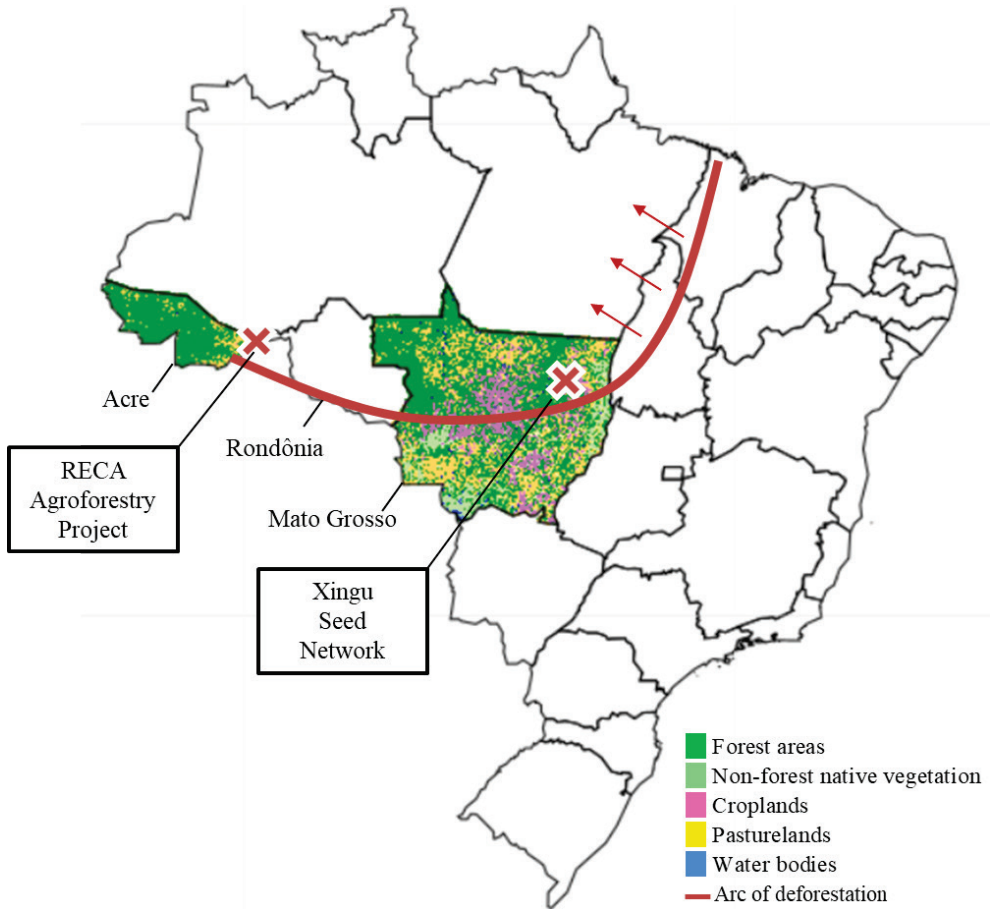 Acre
Rondônia
RECA
Agroforestry
Project
Mato Grosso
Xingu
Seed
Network
Forest areas
Non-forest native vegetation
Croplands
Pasturelands
Water bodies
Arc of deforestation